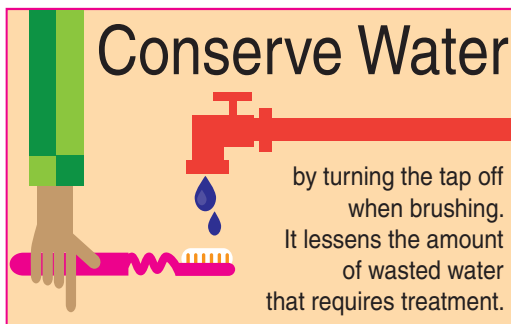 Conserve Water
by turning the tap off
when brushing.
It lessens the amount
of wasted water
that requires treatment.